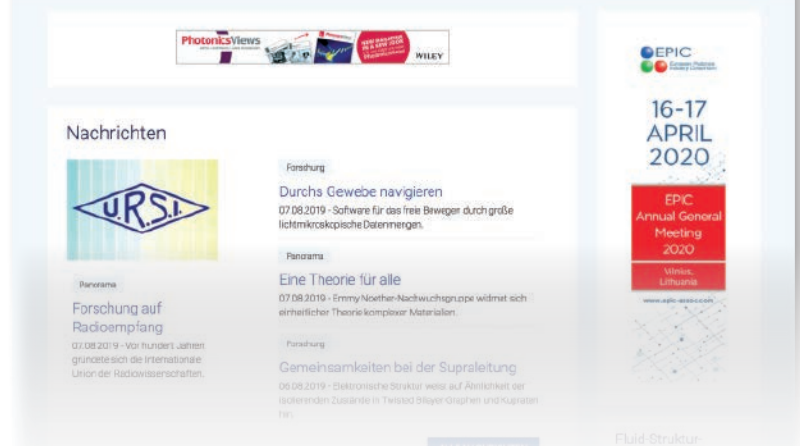 PhotonicsViews
WILEY
EPIC
16-17
APRIL
2020
EPIC
Annual General
Meeting
2020
Vilnius,
Lithuania
Nachrichten
U.R.S.I.
Panorama
Forschung auf
Radioempfang
07.08.2019 - Vor hundert Jahren
gründete sich die Internationale
Union der Radiowissenschaften.
Forschung
Durchs Gewebe navigieren
07.08.2019 - Software für das freie Bewegen durch große
lichtmikroskopische Datenmengen.
Panorama
Eine Theorie für alle
07.08.2019 - Emmy Noether-Nachwuchsgruppe widmet sich
einheitlicher Theorie komplexer Materialien.
Forschung
Gemeinsamkeiten bei der Supraleitung
06.08.2019 - Elektronische Struktur weist auf Ähnlichkeit der
isolierenden Zustände in Twisted Bilayer-Graphen und Kupraten
hin.
Fluid-Struktur-